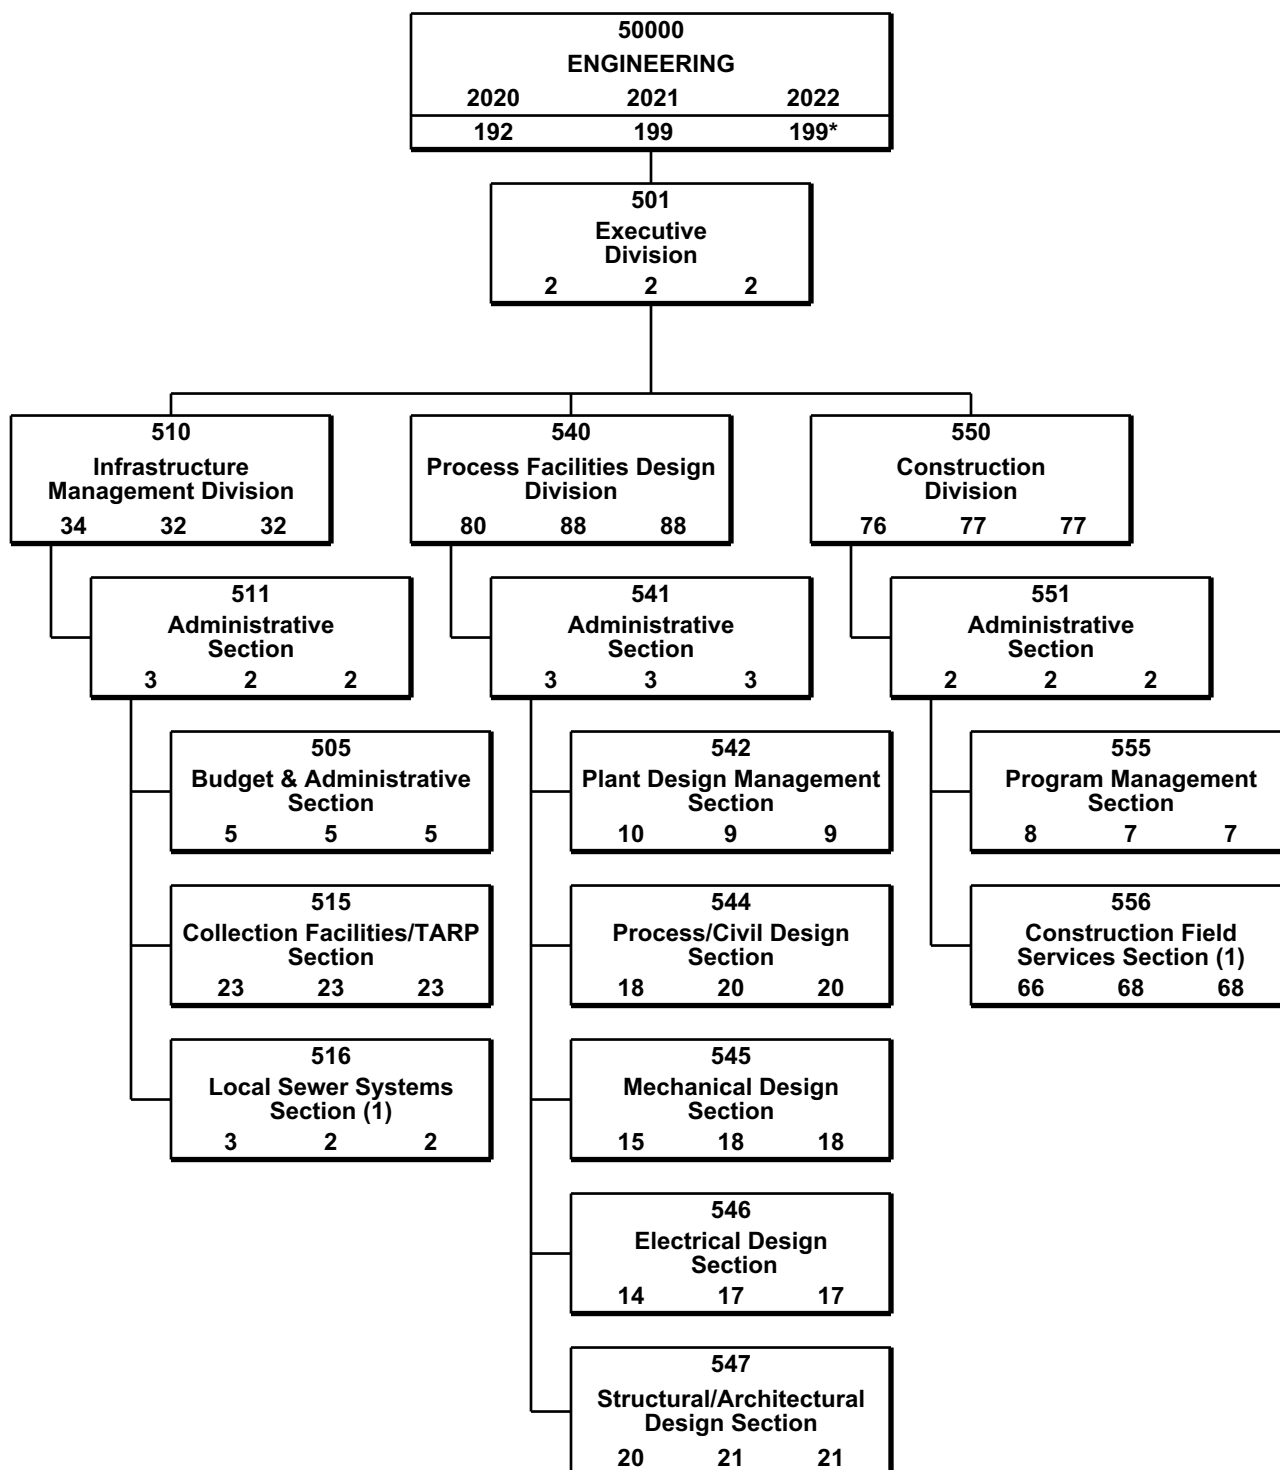 50000
ENGINEERING
2020 2021 2022
192 199 199*
501
Executive
Division
2 2 2
510
Infrastructure
Management Division
34 32 32
540
Process Facilities Design
Division
80 88 88
550
Construction
Division
76 77 77
511
Administrative
Section
3 2 2
541
Administrative
Section
3 3 3
551
Administrative
Section
2 2 2
505
Budget & Administrative
Section
5 5 5
542
Plant Design Management
Section
10 9 9
555
Program Management
Section
8 7 7
515
Collection Facilities/TARP
Section
23 23 23
544
Process/Civil Design
Section
18 20 20
556
Construction Field
Services Section (1)
66 68 68
516
Local Sewer Systems
Section (1)
3 2 2
545
Mechanical Design
Section
15 18 18
546
Electrical Design
Section
14 17 17
547
Structural/Architectural
Design Section
20 21 21